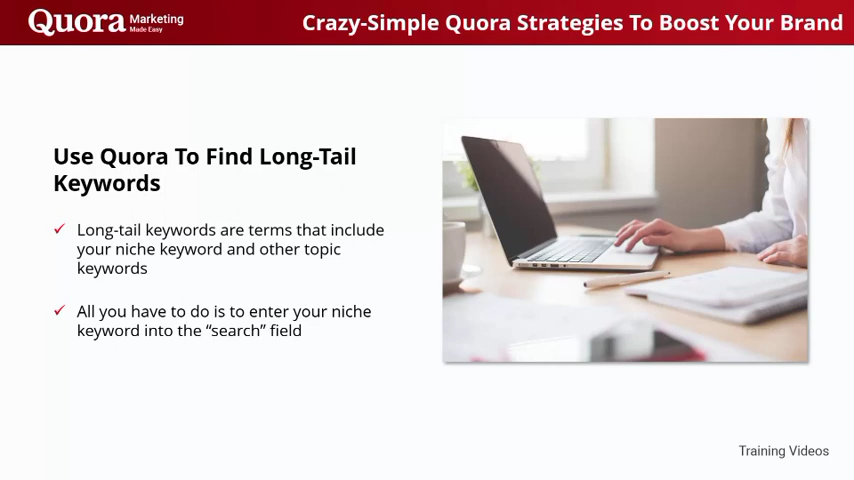 Quora Marketing
Made Easy
Crazy-Simple Quora Strategies To Boost Your Brand
Use Quora To Find Long-Tail
Keywords
✓ Long-tail keywords are terms that include
your niche keyword and other topic
keywords
✓ All you have to do is to enter your niche
keyword into the “search” field
Training Videos